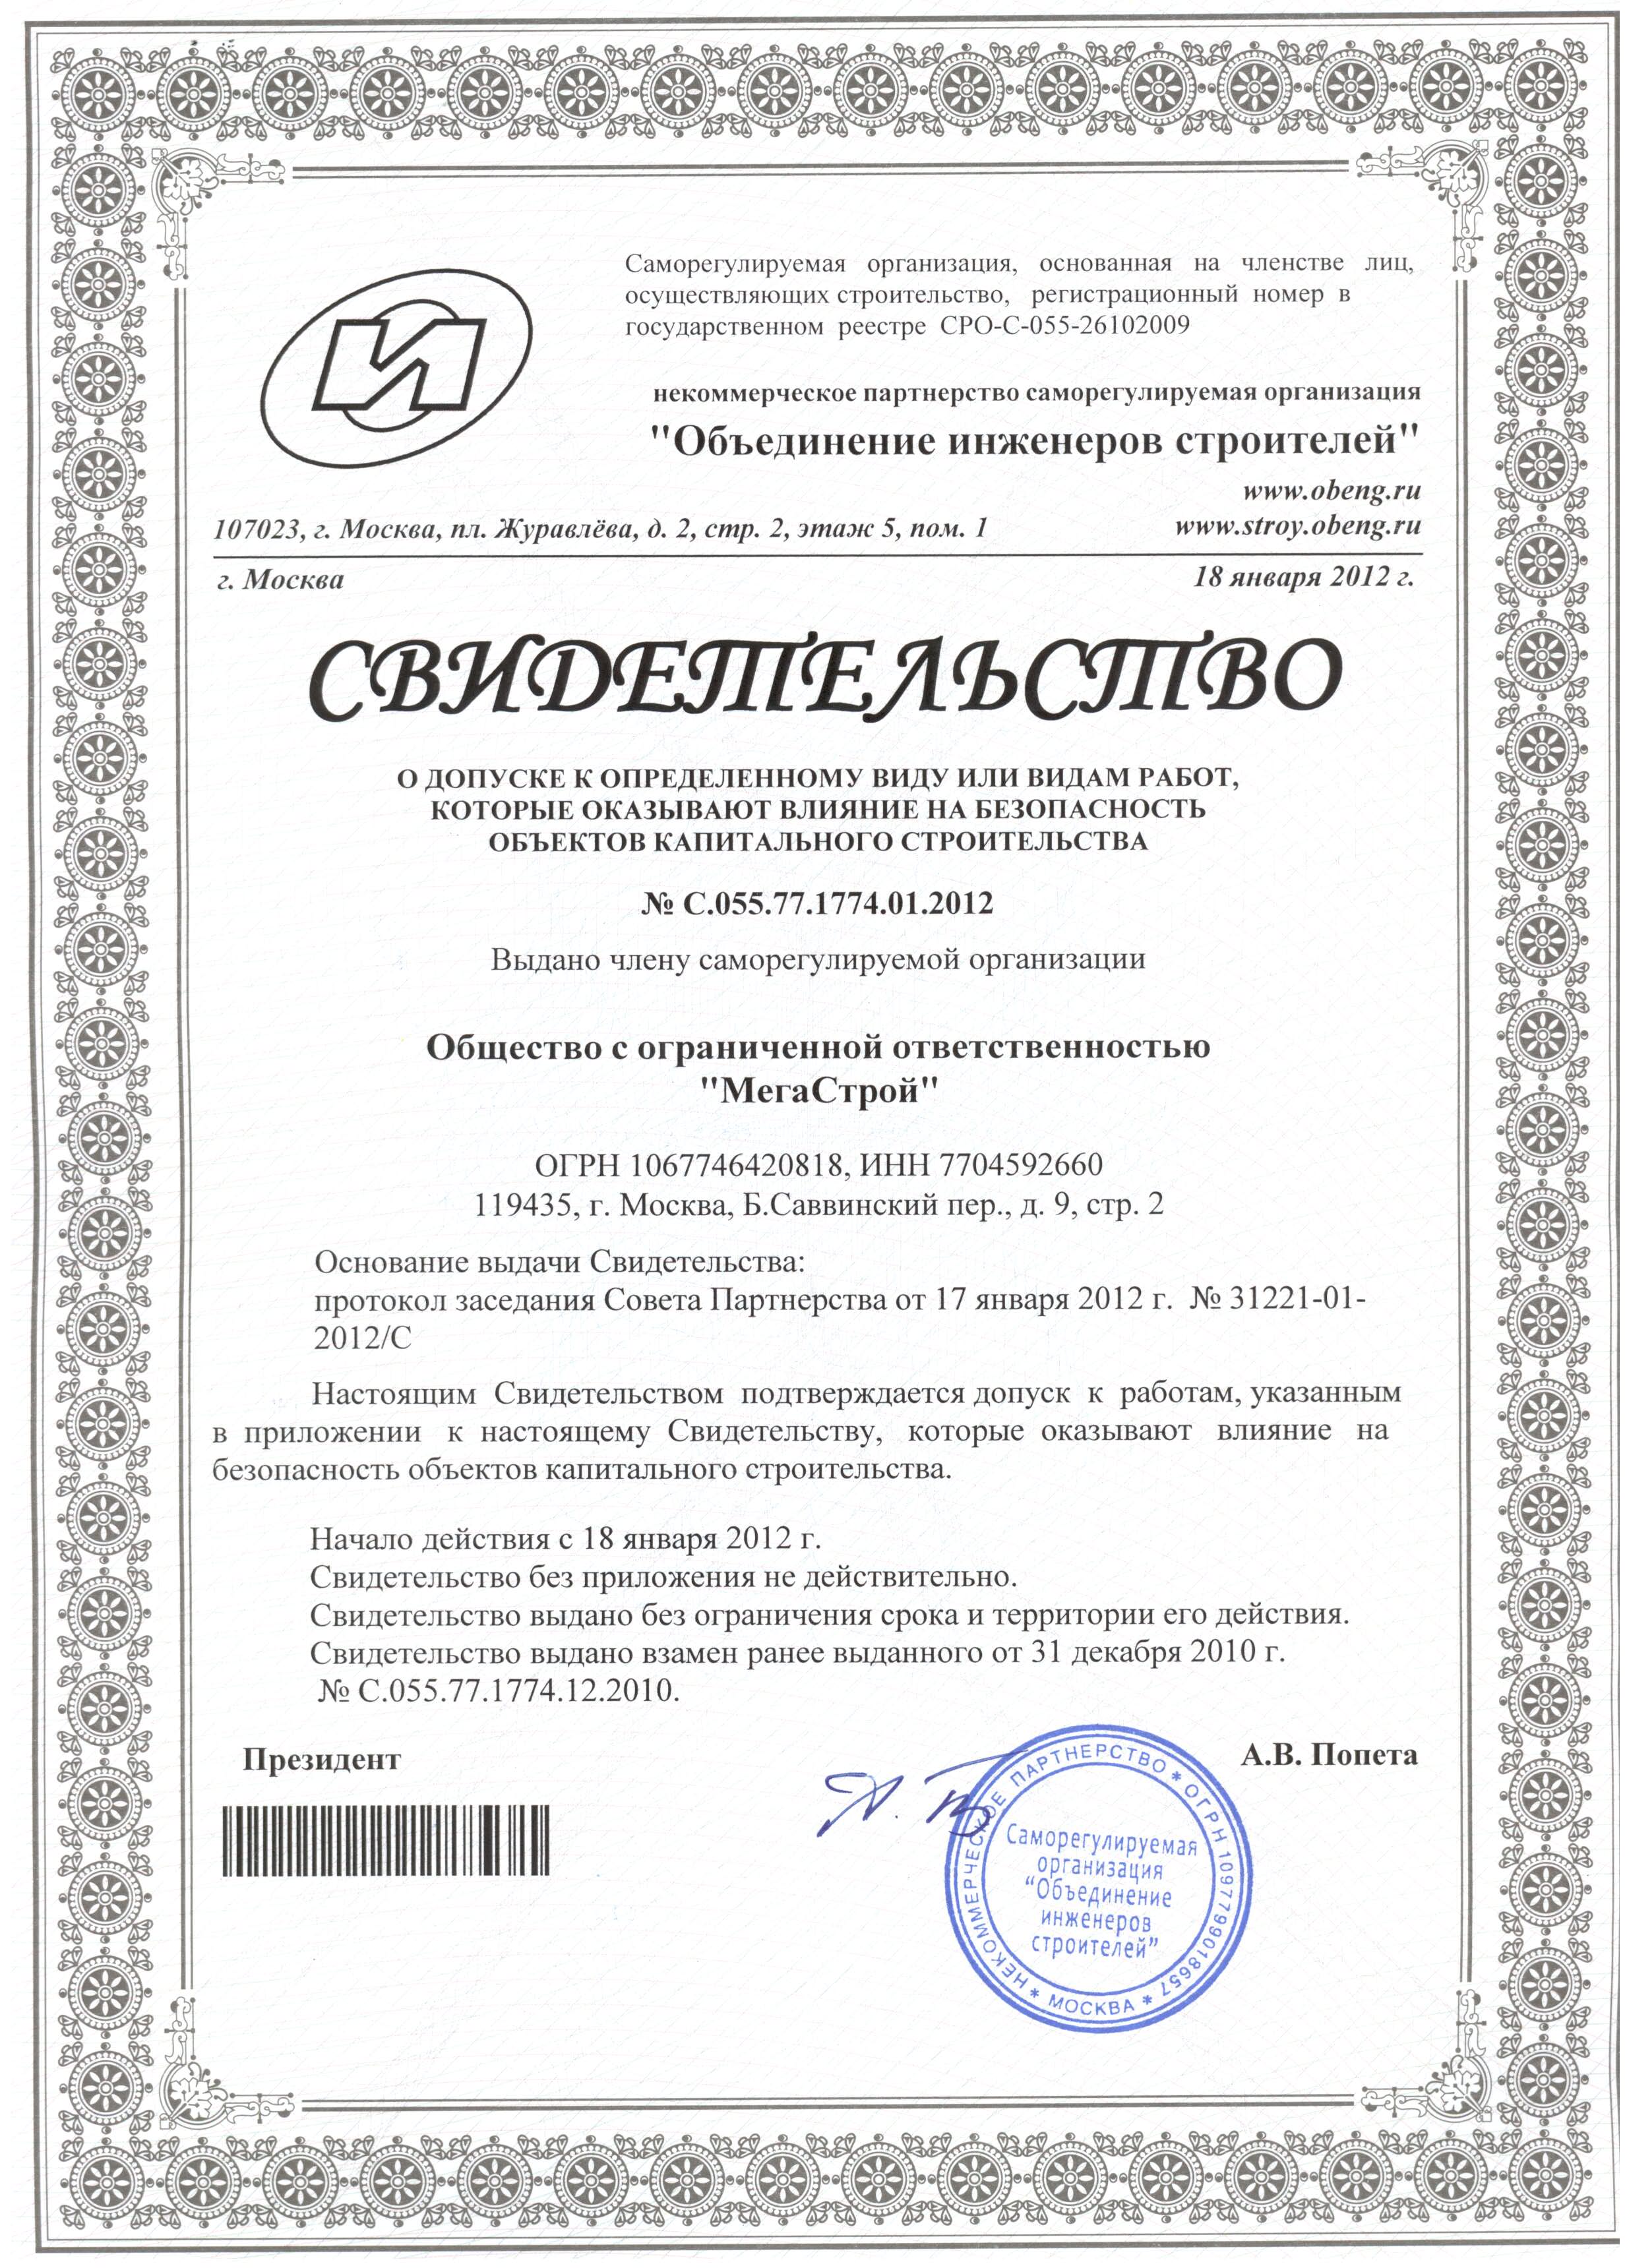 Саморегулируемая организация, основанная на членстве лиц,
осуществляющих строительство, регистрационный номер в
государственном реестре СРО-С-055-26102009
И
некоммерческое партнерство саморегулируемая организация
"Объединение инженеров строителей"
www.obeng.ru
107023, г. Москва, пл. Журавлёва, д. 2, стр. 2, этаж 5, пом. 1
www.stroy.obeng.ru
г. Москва
18 января 2012 г.
СВИДЕТЕЛЬСТВО
О ДОПУСКЕ К ОПРЕДЕЛЕННОМУ ВИДУ ИЛИ ВИДАМ РАБОТ,
КОТОРЫЕ ОКАЗЫВАЮТ ВЛИЯНИЕ НА БЕЗОПАСНОСТЬ
ОБЪЕКТОВ КАПИТАЛЬНОГО СТРОИТЕЛЬСТВА
№ С.055.77.1774.01.2012
Выдано члену саморегулируемой организации
Общество с ограниченной ответственностью
"МегаСтрой"
ОГРН 1067746420818, ИНН 7704592660
119435, г. Москва, Б.Саввинский пер., д. 9, стр. 2
Основание выдачи Свидетельства:
протокол заседания Совета Партнерства от 17 января 2012 г. № 31221-01-
2012/С
Настоящим Свидетельством подтверждается допуск к работам, указанным
в приложении к настоящему Свидетельству, которые оказывают влияние на
безопасность объектов капитального строительства.
Начало действия с 18 января 2012 г.
Свидетельство без приложения не действительно.
Свидетельство выдано без ограничения срока и территории его действия.
Свидетельство выдано взамен ранее выданного от 31 декабря 2010 г.
№ С.055.77.1774.12.2010.
Президент
А.В. Попета
НЕКОММЕРЧЕСКОЕ ПАРТНЕРСТВО * ОГРН 1097799018657 * МОСКВА *
Саморегулируемая
организация
“Объединение
инженеров
строителей”